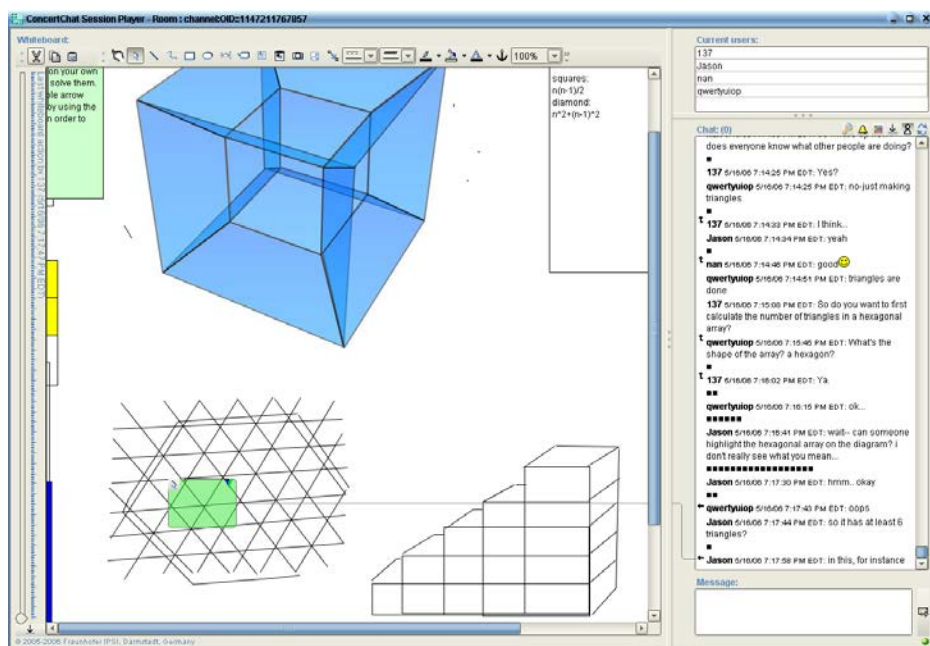 ConcertChat Session Player - Room : channelOID=1147211767857
Whiteboard:
100%
on your own
solve them.
ple arrow
by using the
n order to
squares:
n(n-1)/2
diamond:
n^2+(n-1)^2
© 2005-2006 Fraunhofer IPSI, Darmstadt, Germany
Current users:
137
Jason
nan
qwertyuiop
Chat: (0)
does everyone know what other people are doing?
137 5/16/06 7:14:25 PM EDT: Yes?
qwertyuiop 5/16/06 7:14:25 PM EDT: no-just making
triangles
137 5/16/06 7:14:33 PM EDT: I think...
Jason 5/16/06 7:14:34 PM EDT: yeah
nan 5/16/06 7:14:46 PM EDT: good
qwertyuiop 5/16/06 7:14:51 PM EDT: triangles are
done
137 5/16/06 7:15:08 PM EDT: So do you want to first
calculate the number of triangles in a hexagonal
array?
qwertyuiop 5/16/06 7:15:45 PM EDT: What's the
shape of the array? a hexagon?
137 5/16/06 7:16:02 PM EDT: Ya
qwertyuiop 5/16/06 7:16:15 PM EDT: ok...
Jason 5/16/06 7:16:41 PM EDT: wait-- can someone
highlight the hexagonal array on the diagram? i
don't really see what you mean...
Jason 5/16/06 7:17:30 PM EDT: hmm.. okay
qwertyuiop 5/16/06 7:17:43 PM EDT: oops
Jason 5/16/06 7:17:44 PM EDT: so it has at least 6
triangles?
Jason 5/16/06 7:17:58 PM EDT: in this, for instance
Message: